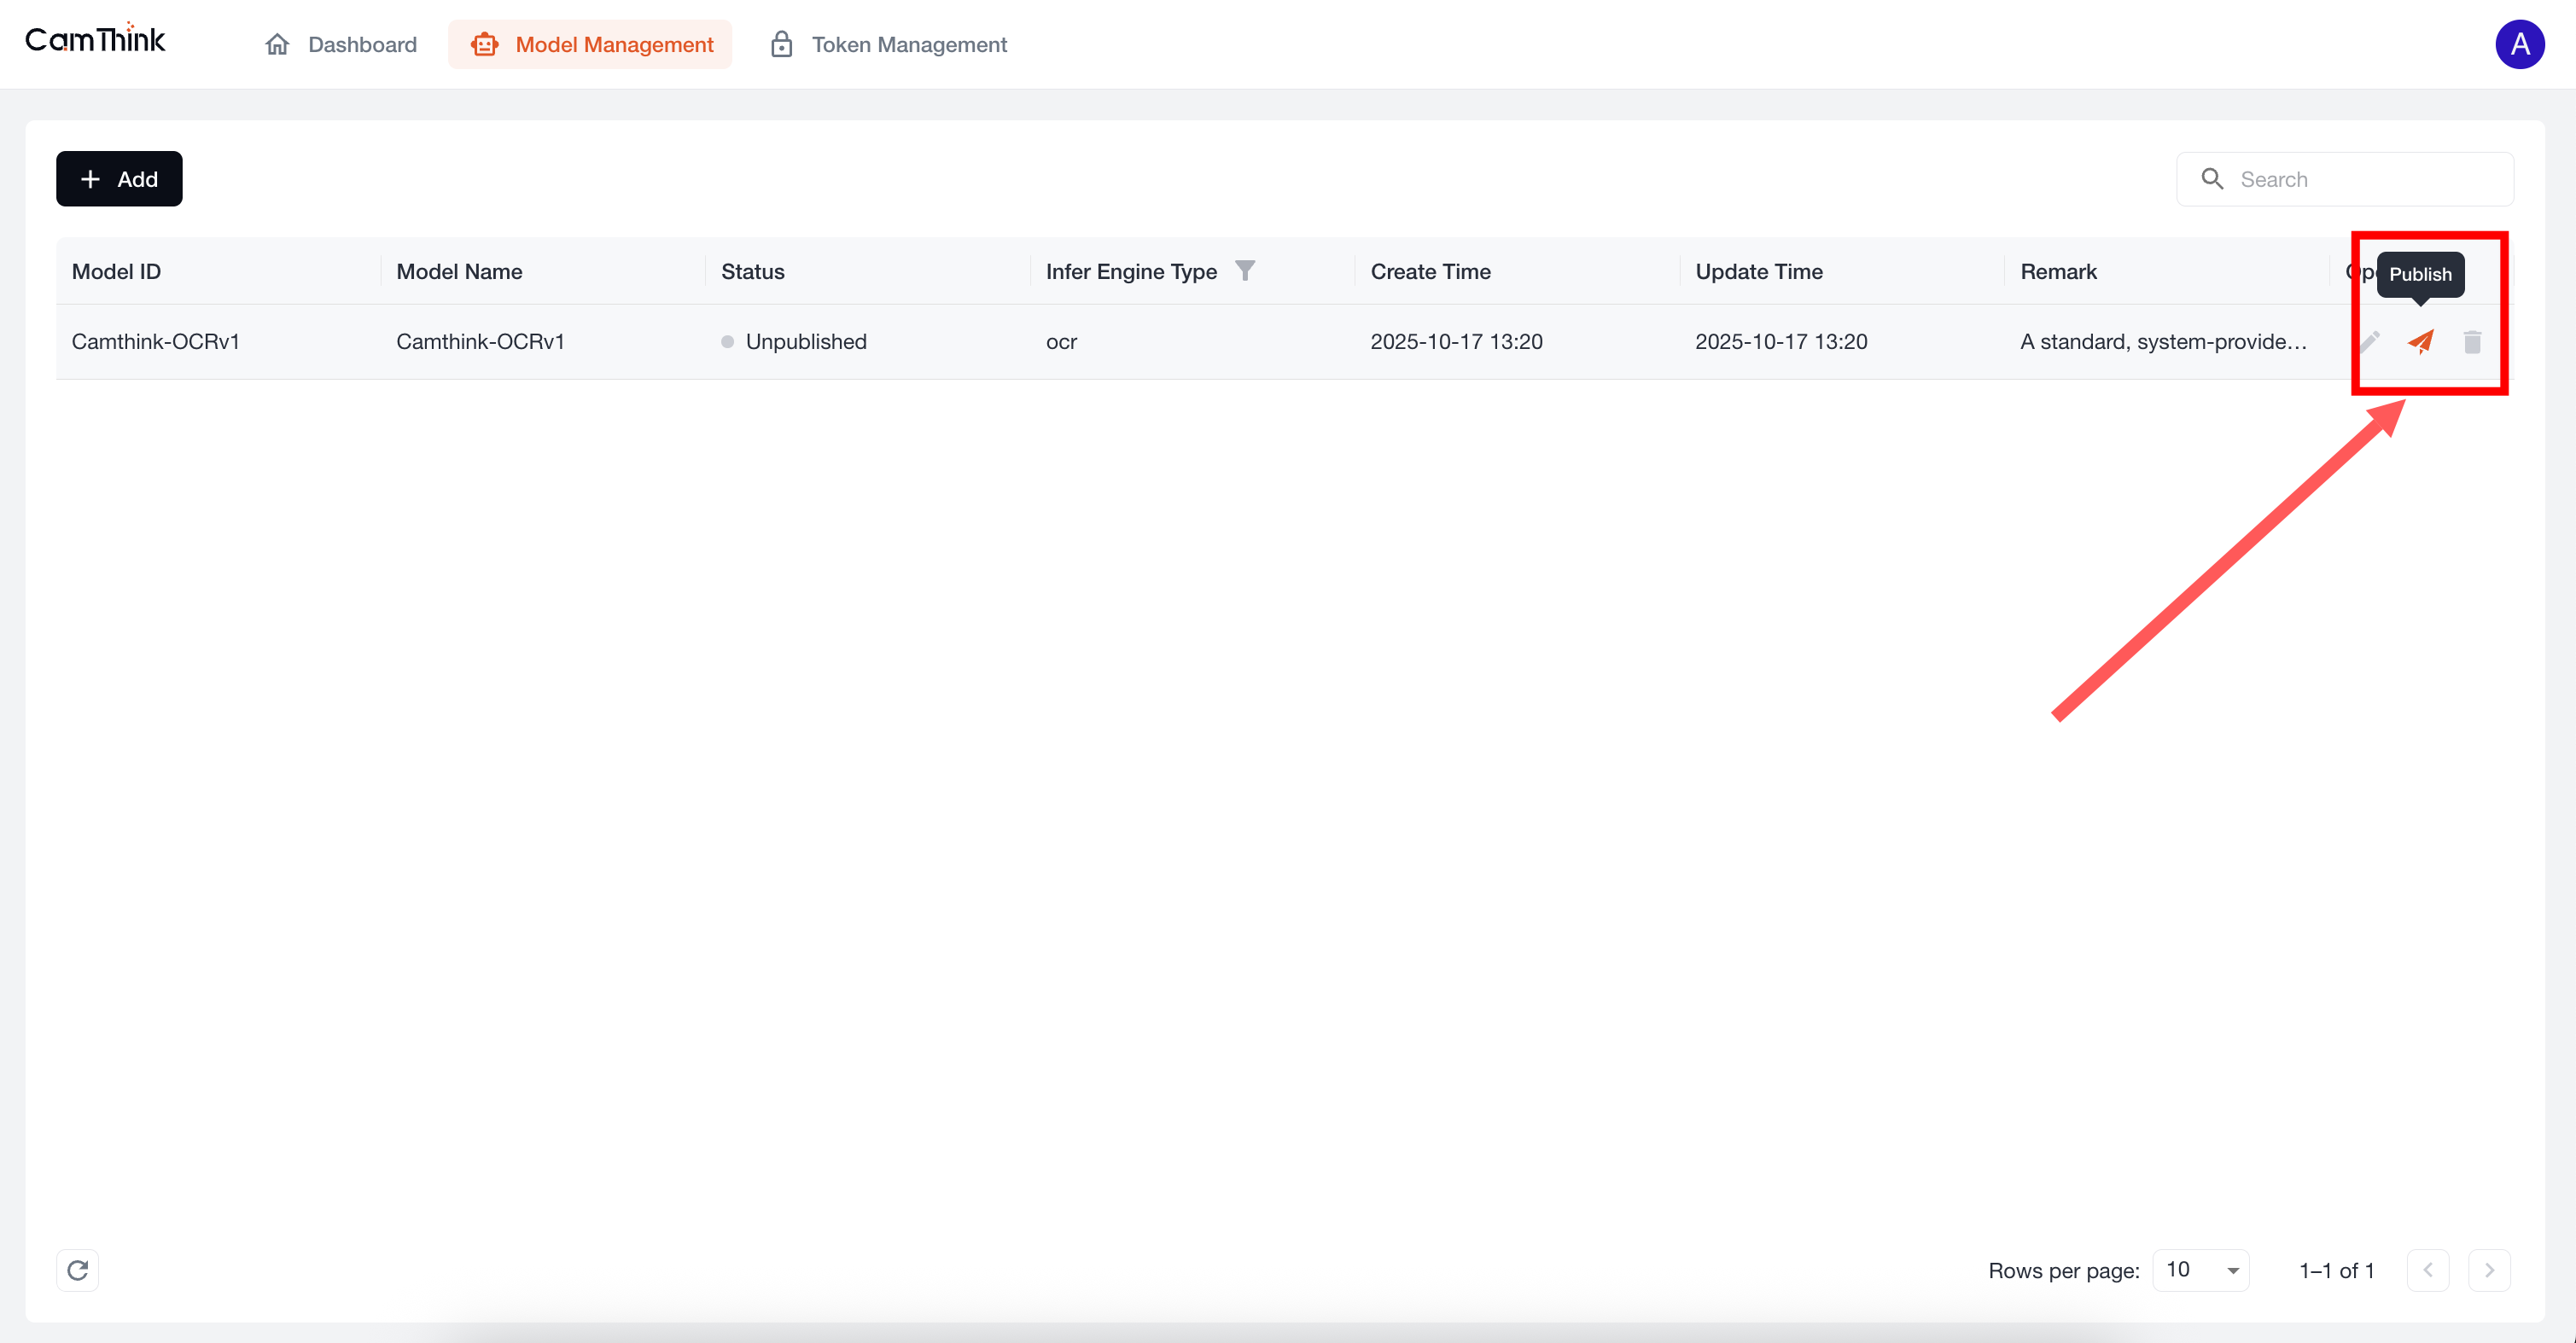 CamThink
Dashboard
Model Management
Token Management
A
Add
Search
Model ID
Model Name
Status
Infer Engine Type
Create Time
Update Time
Remark
Publish
Camthink-OCRv1
Camthink-OCRv1
Unpublished
ocr
2025-10-17 13:20
2025-10-17 13:20
A standard, system-provide...
Rows per page:
10
1–1 of 1